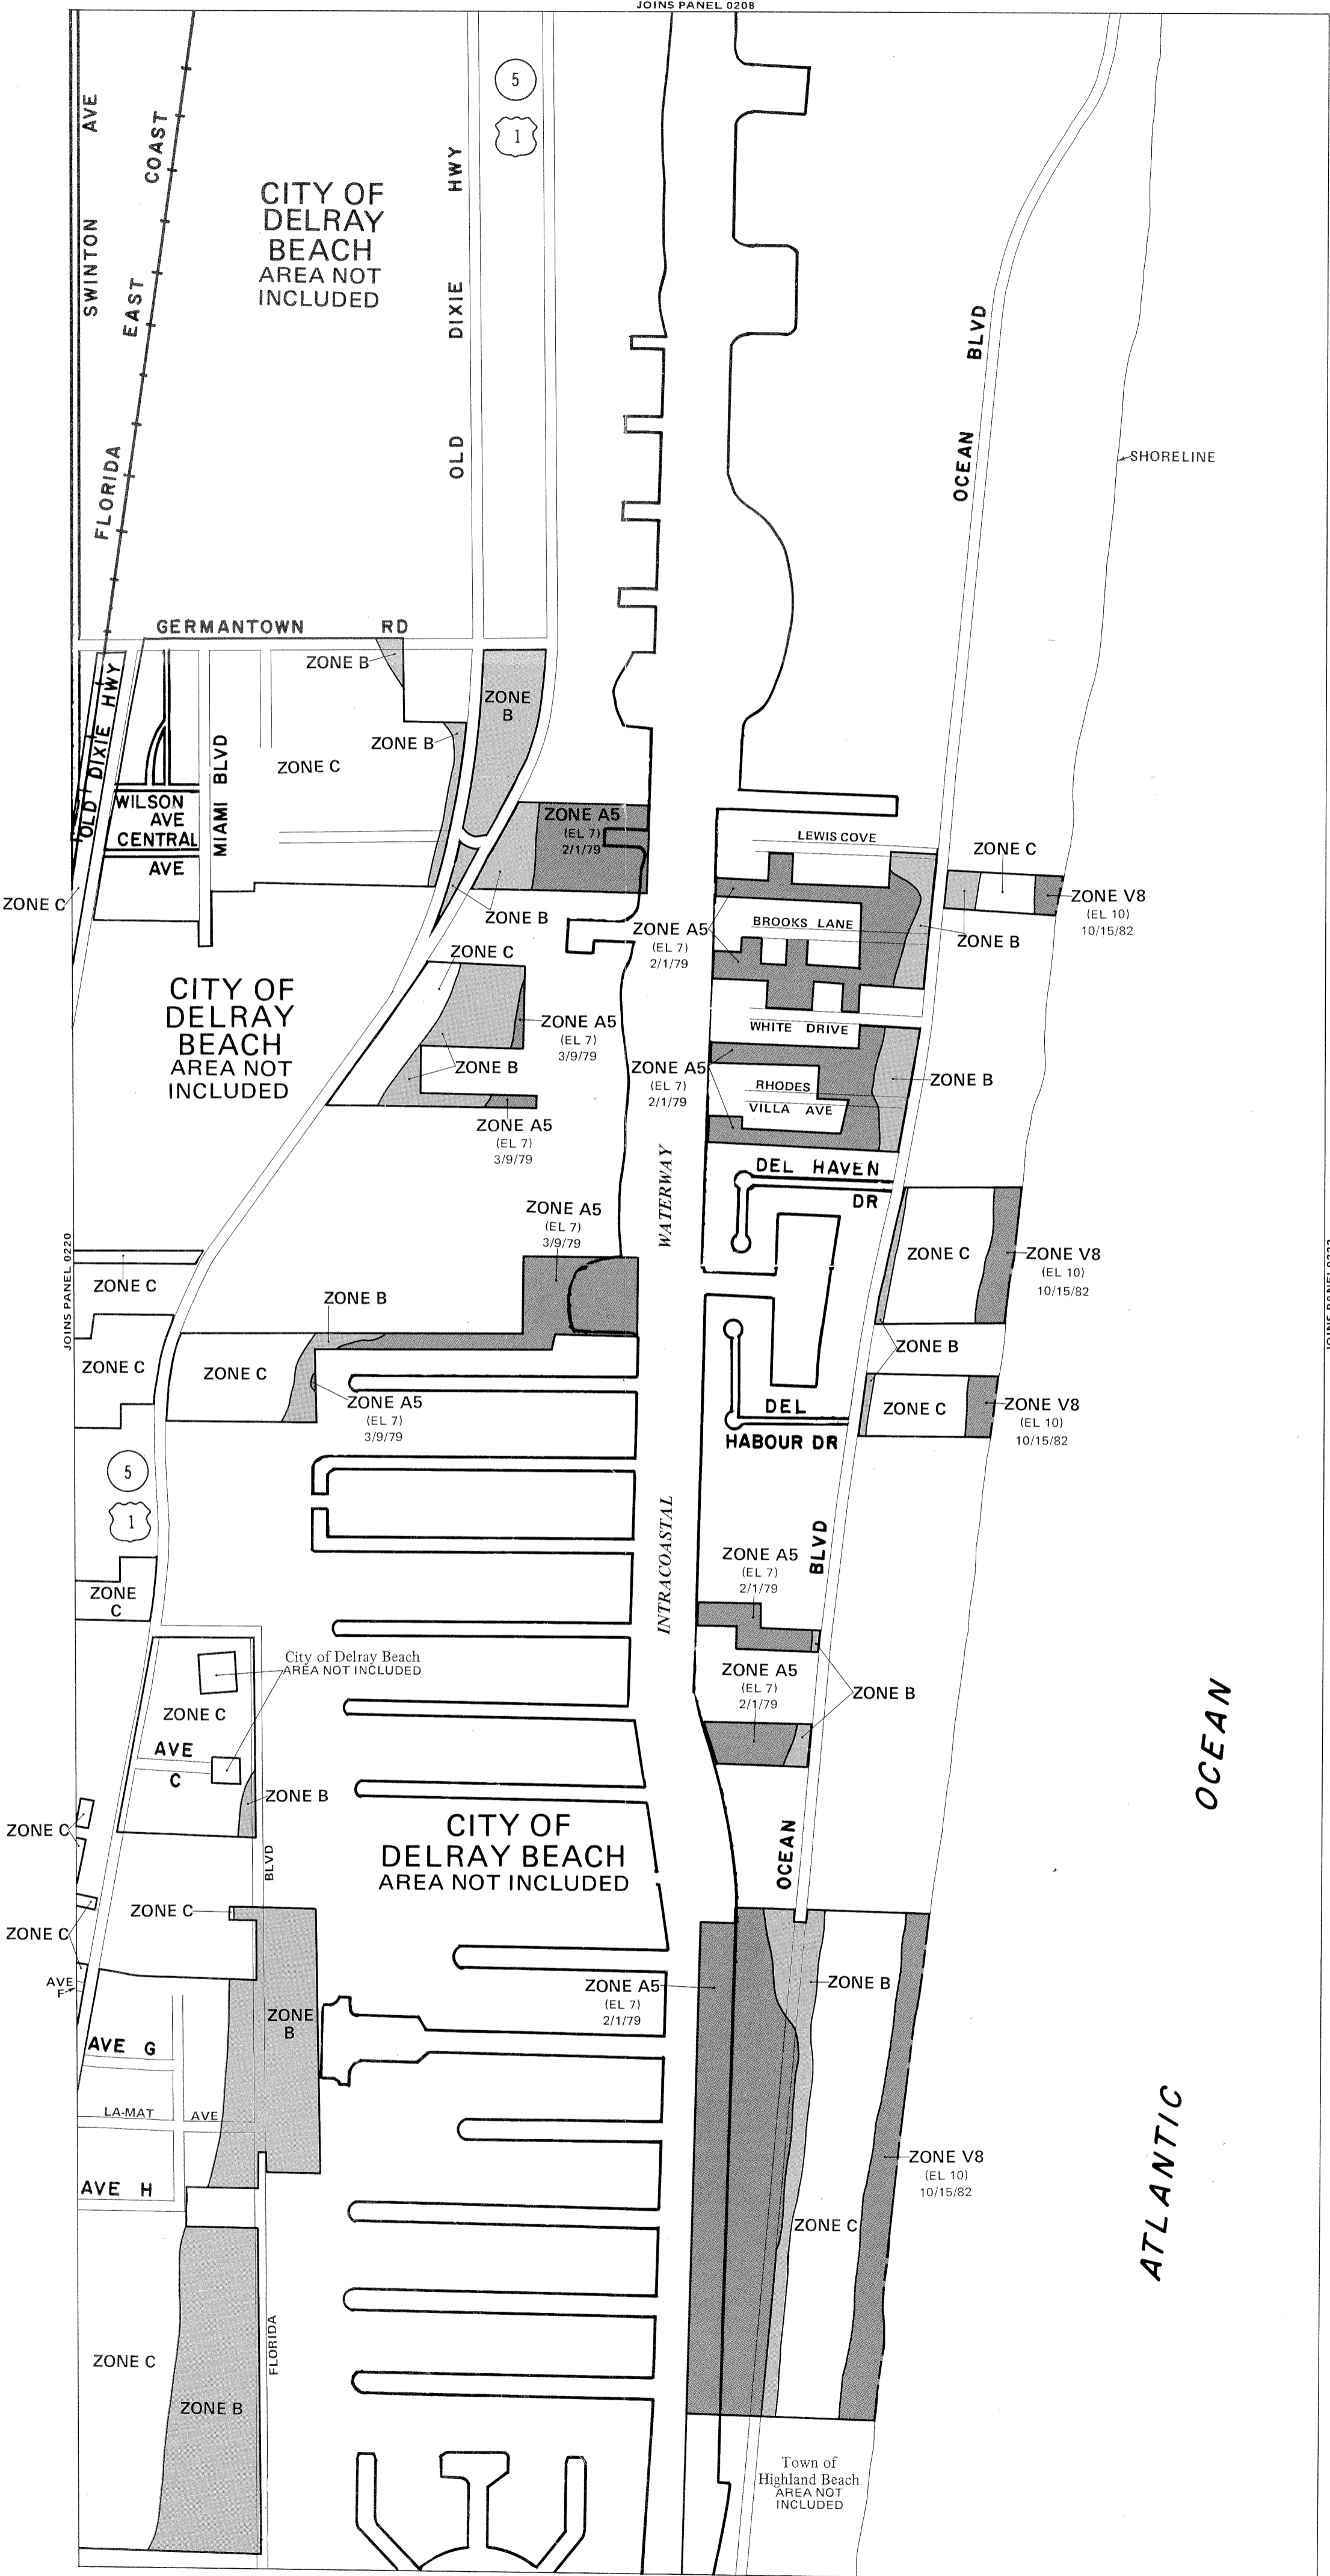 JOINS PANEL 0208
SWINTON AVE
FLORIDA EAST COAST
CITY OF
DELRAY
BEACH
AREA NOT
INCLUDED
OLD DIXIE HWY
5
1
OCEAN BLVD
SHORELINE
GERMANTOWN RD
ZONE B
ZONE
B
ZONE B
ZONE C
OLD DIXIE HWY
MIAMI BLVD
WILSON
AVE
CENTRAL
AVE
ZONE C
ZONE A5
(EL 7)
2/1/79
ZONE B
LEWIS COVE
ZONE C
ZONE V8
(EL 10)
10/15/82
ZONE B
ZONE A5
(EL 7)
2/1/79
BROOKS LANE
ZONE C
CITY OF
DELRAY
BEACH
AREA NOT
INCLUDED
ZONE A5
(EL 7)
3/9/79
ZONE B
WHITE DRIVE
ZONE A5
(EL 7)
2/1/79
RHODES
VILLA AVE
ZONE B
ZONE A5
(EL 7)
3/9/79
DEL HAVEN
DR
WATERWAY
ZONE A5
(EL 7)
3/9/79
JOINS PANEL 0220
ZONE C
ZONE B
ZONE C
ZONE V8
(EL 10)
10/15/82
ZONE B
ZONE C
ZONE C
ZONE A5
(EL 7)
3/9/79
ZONE C
ZONE V8
(EL 10)
10/15/82
DEL
HABOUR DR
5
1
INTRACOASTAL
ZONE A5
(EL 7)
2/1/79
BLVD
ZONE
C
City of Delray Beach
AREA NOT INCLUDED
ZONE C
AVE
C
ZONE B
ZONE A5
(EL 7)
2/1/79
ZONE B
OCEAN
ZONE C
BLVD
CITY OF
DELRAY BEACH
AREA NOT INCLUDED
OCEAN
ZONE C
ZONE C
AVE
F
ZONE
B
ZONE A5
(EL 7)
2/1/79
ZONE B
AVE G
LA-MAT AVE
AVE H
ZONE V8
(EL 10)
10/15/82
ATLANTIC
ZONE C
FLORIDA
ZONE C
ZONE B
Town of
Highland Beach
AREA NOT
INCLUDED